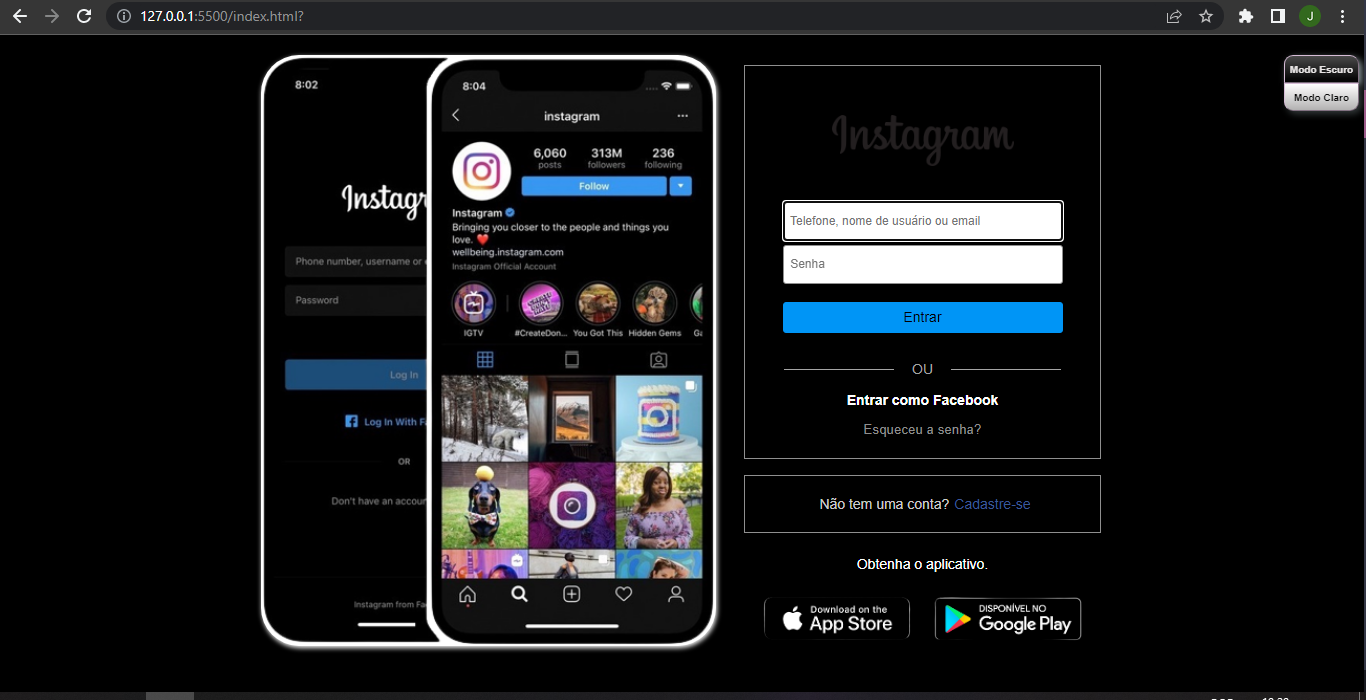 127.0.0.1:5500/index.html?
J
Modo Escuro
Modo Claro
8:02
Instagr
Phone number, username or
Password
Log In
Log In With Fa
OR
Don't have an accoun
Instagram from Fa
8:04
instagram
6,060 313M 236
posts followers following
Follow
Instagram
Bringing you closer to the people and things you
love. ❤️
wellbeing.instagram.com
Instagram Official Account
IGTV #CreateDon... You Got This Hidden Gems Ga
Instagram
Telefone, nome de usuário ou email
Senha
Entrar
OU
Entrar como Facebook
Esqueceu a senha?
Não tem uma conta? Cadastre-se
Obtenha o aplicativo.
Download on the
App Store
DISPONÍVEL NO
Google Play